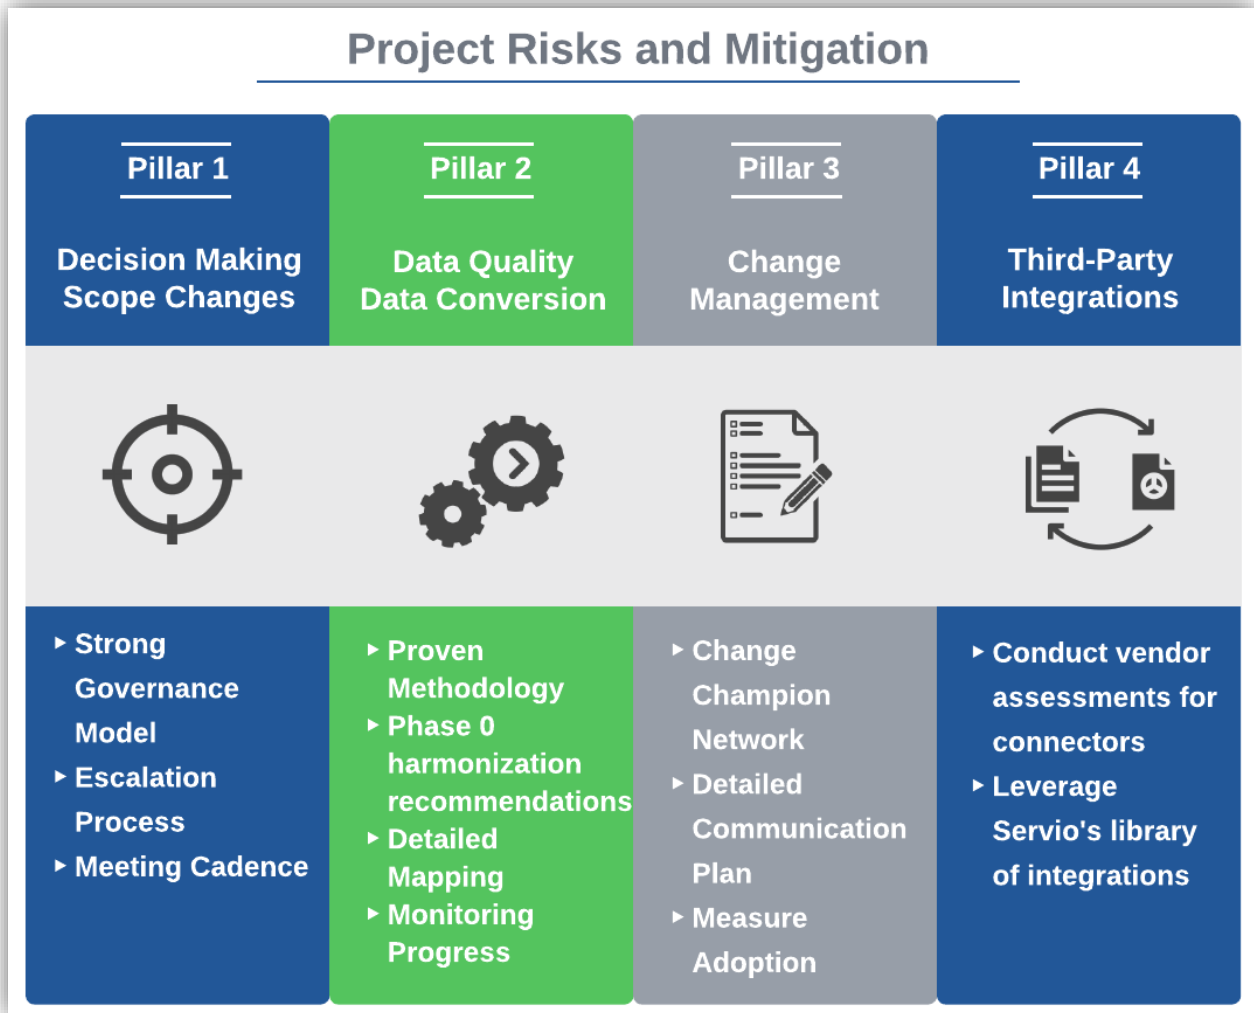 Project Risks and Mitigation
Pillar 1
Decision Making
Scope Changes
Strong
Governance
Model
Escalation
Process
Meeting Cadence
Pillar 2
Data Quality
Data Conversion
Proven
Methodology
Phase 0
harmonization
recommendations
Detailed
Mapping
Monitoring
Progress
Pillar 3
Change
Management
Change
Champion
Network
Detailed
Communication
Plan
Measure
Adoption
Pillar 4
Third-Party
Integrations
Conduct vendor
assessments for
connectors
Leverage
Servio's library
of integrations